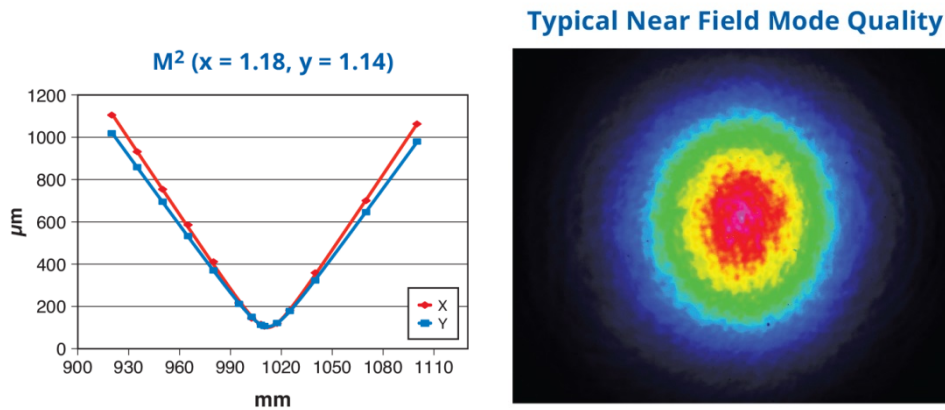 Typical Near Field Mode Quality
M² (x = 1.18, y = 1.14)
1200
1000
800
600
400
200
0
µm
X
Y
900 930 960 990 1020 1050 1080 1110
mm